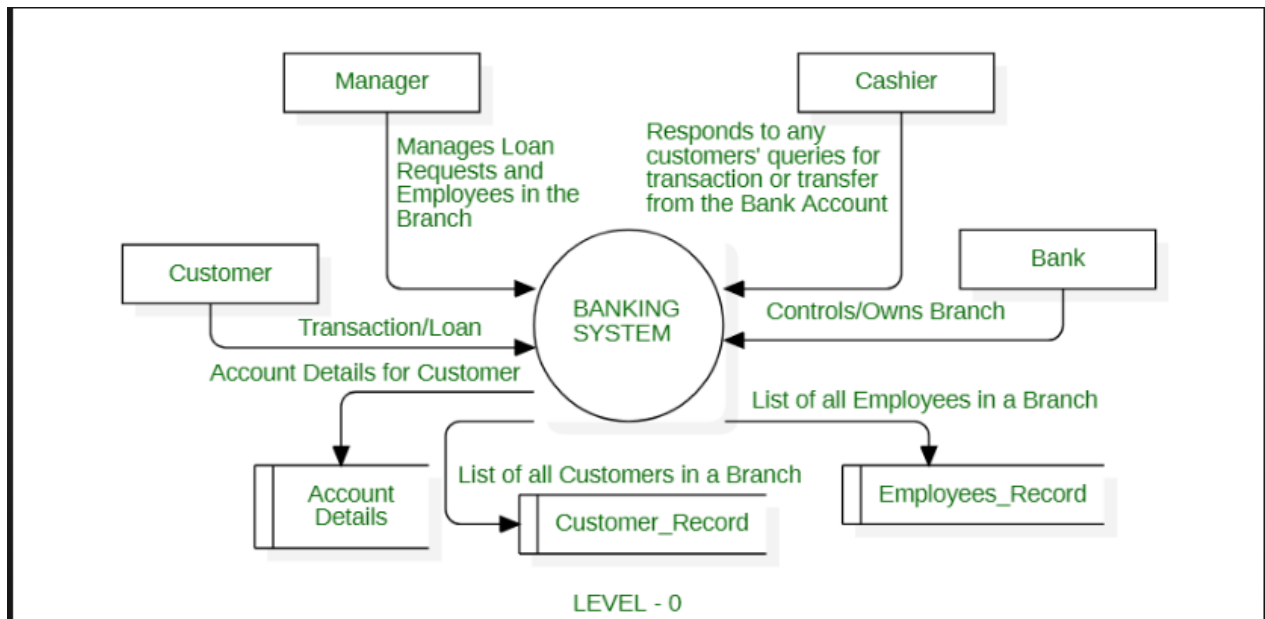 Manager
Cashier
Manages Loan
Requests and
Employees in the
Branch
Responds to any
customers' queries for
transaction or transfer
from the Bank Account
Customer
Bank
BANKING
SYSTEM
Transaction/Loan
Controls/Owns Branch
Account Details for Customer
List of all Employees in a Branch
List of all Customers in a Branch
Account
Details
Customer_Record
Employees_Record
LEVEL - 0